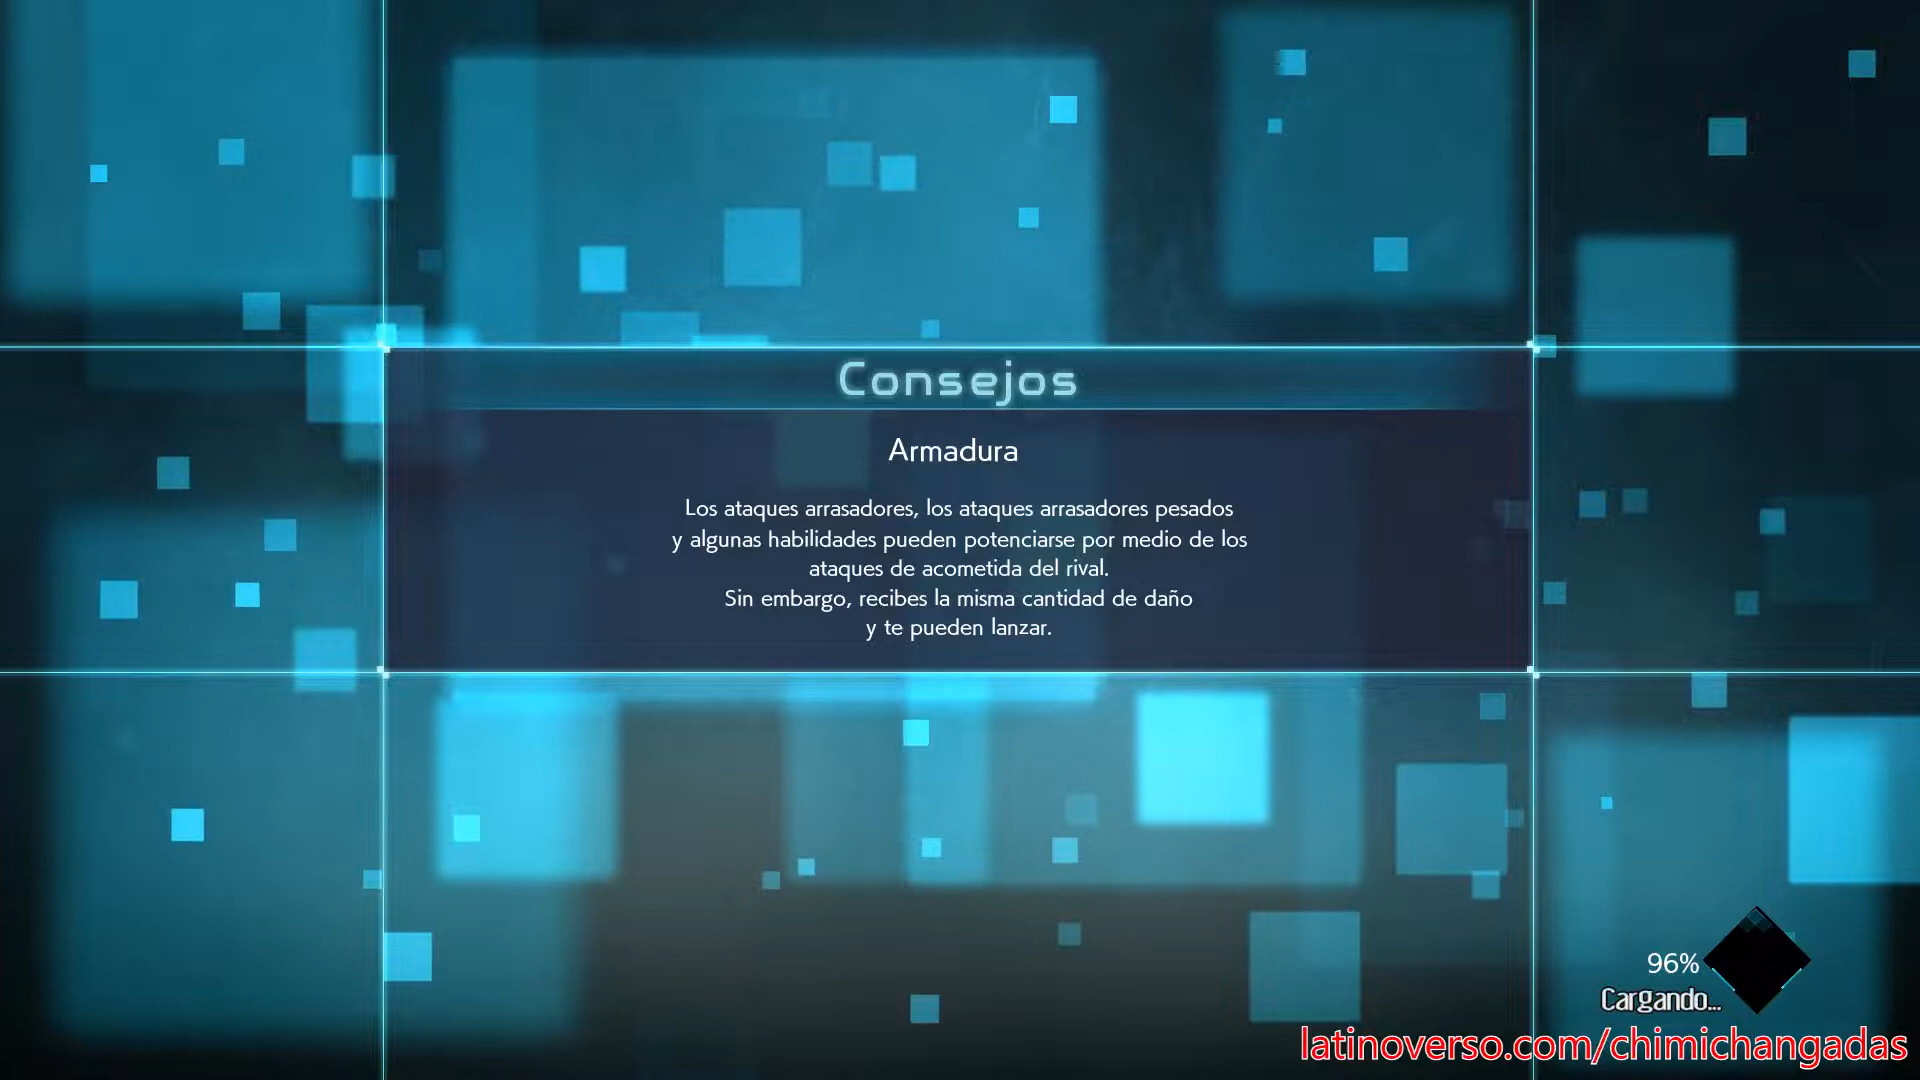 Consejos
Armadura
Los ataques arrasadores, los ataques arrasadores pesados
y algunas habilidades pueden potenciarse por medio de los
ataques de acometida del rival.
Sin embargo, recibes la misma cantidad de daño
y te pueden lanzar.
96%
Cargando...
latinoverso.com/chimichangadas